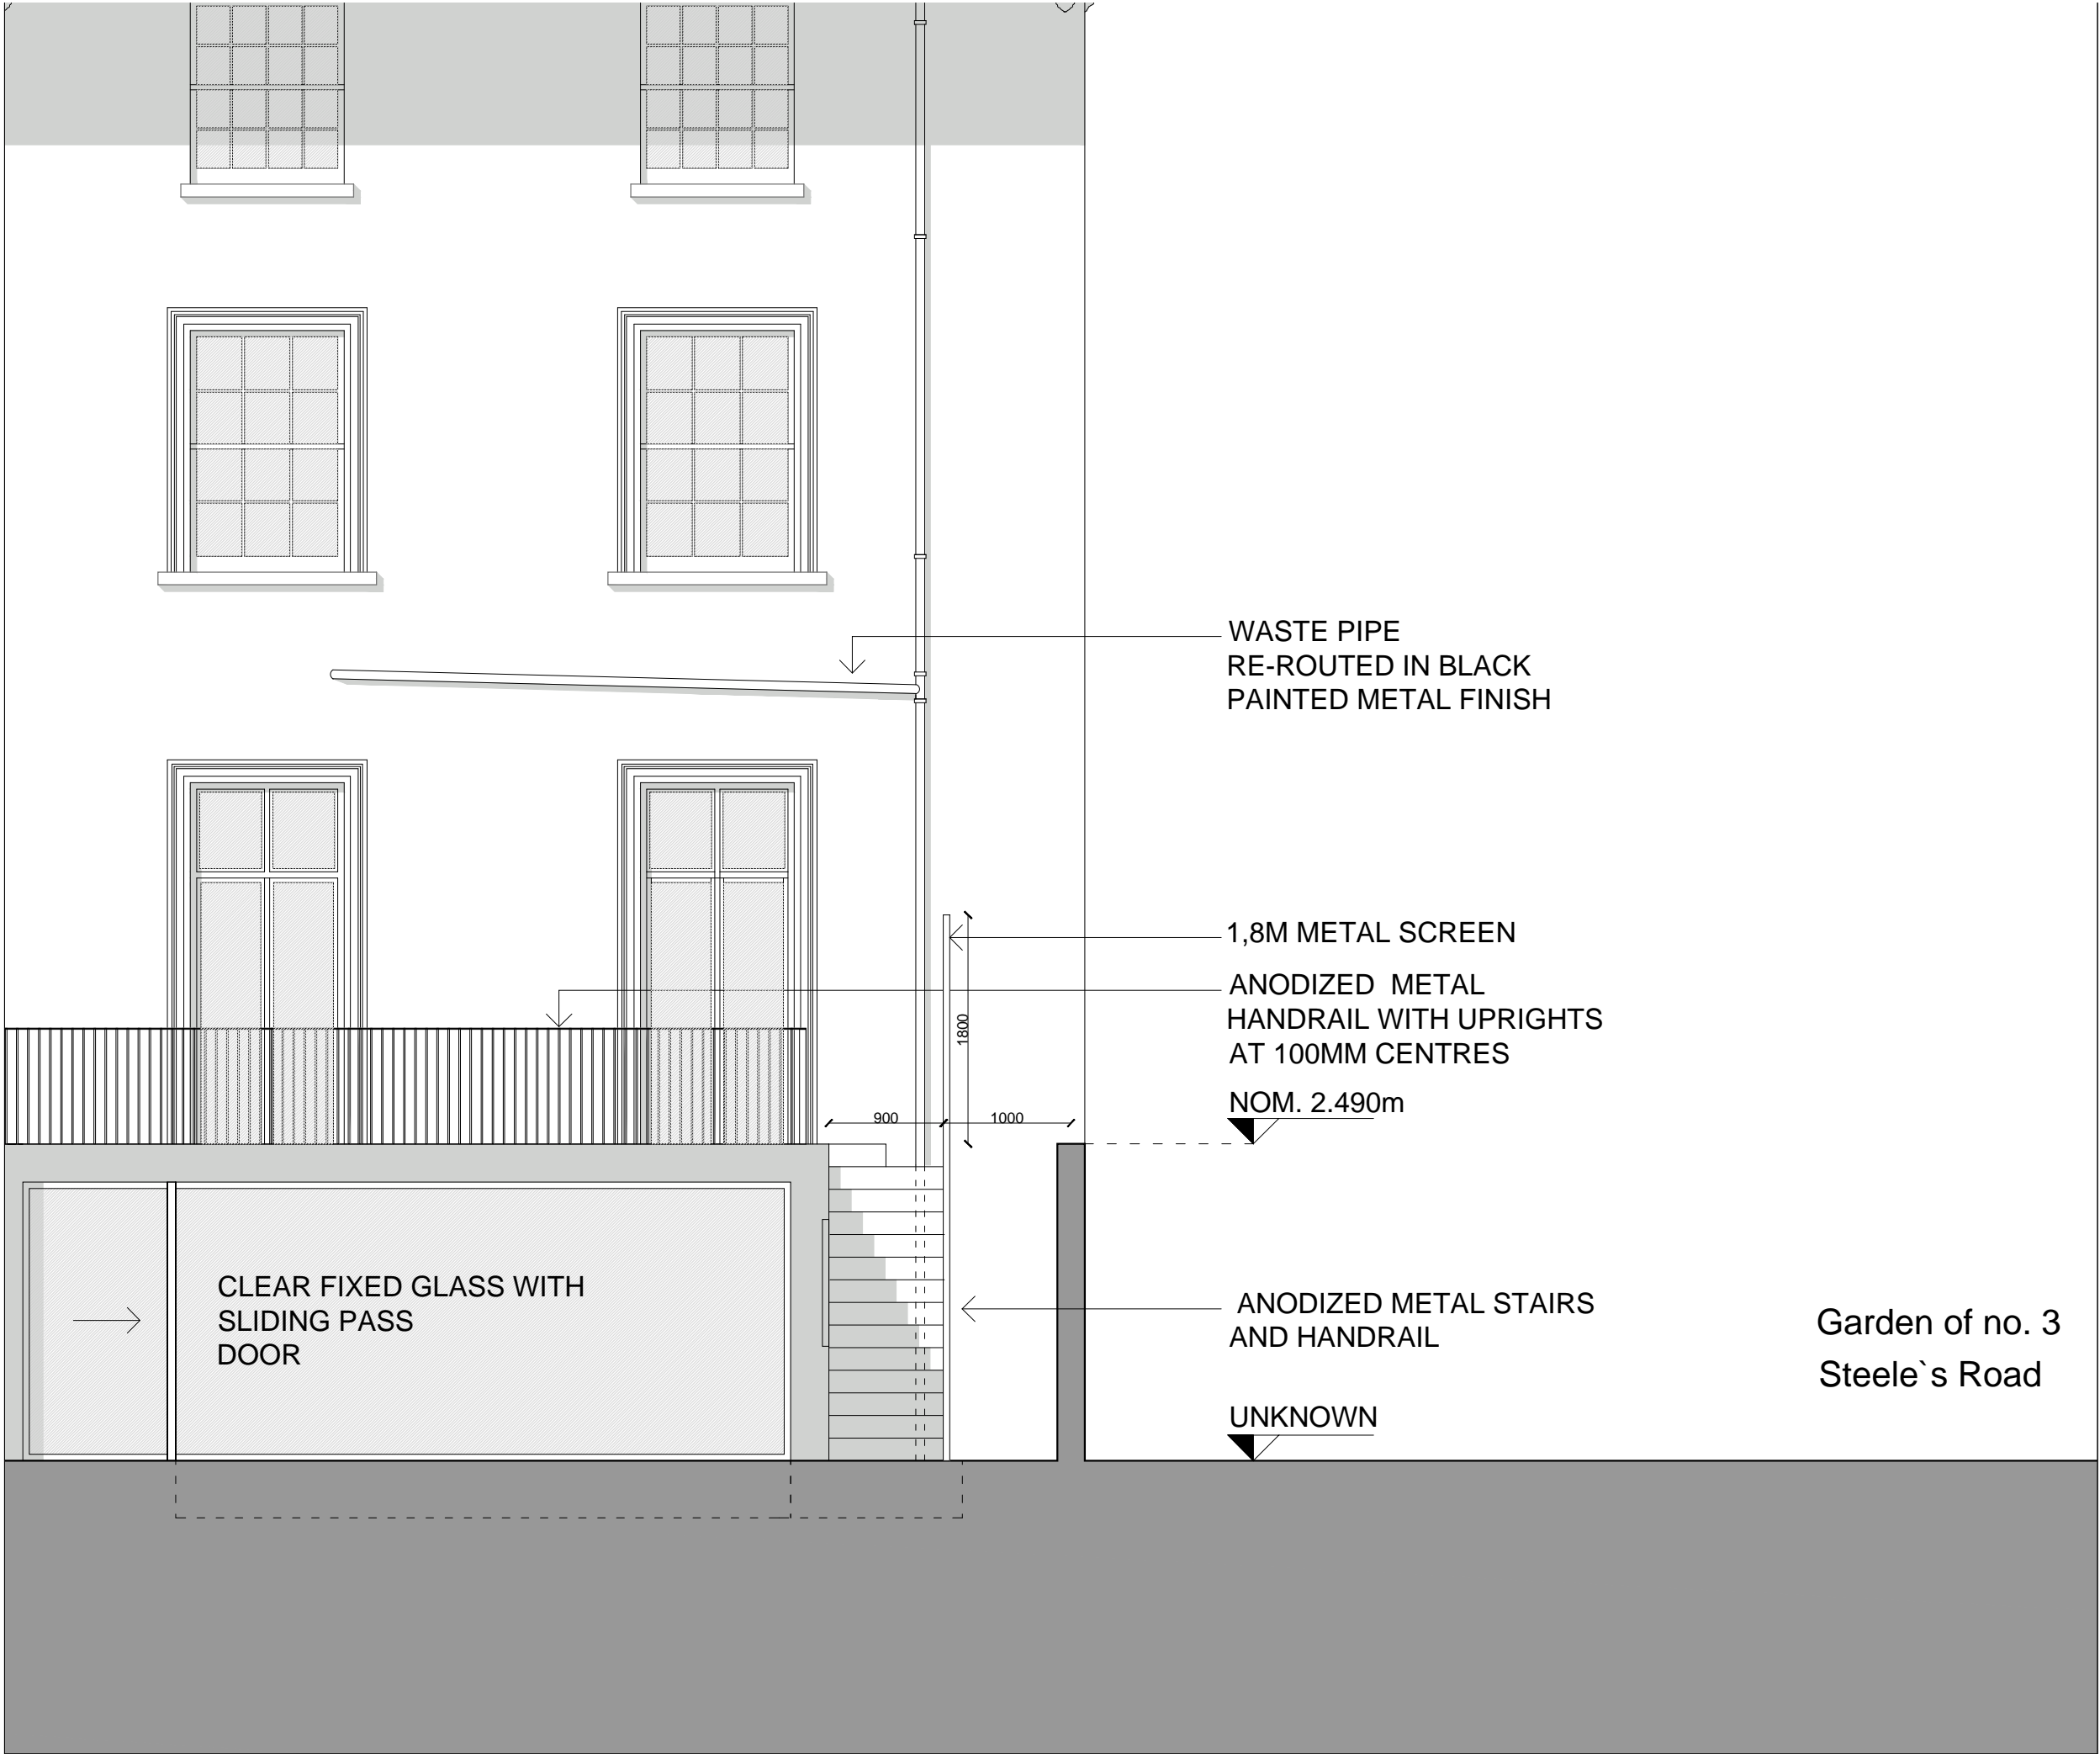 WASTE PIPE
RE-ROUTED IN BLACK
PAINTED METAL FINISH
1,8M METAL SCREEN
ANODIZED  METAL
HANDRAIL WITH UPRIGHTS
AT 100MM CENTRES
1800
NOM. 2.490m
900
1000
CLEAR FIXED GLASS WITH
SLIDING PASS
DOOR
ANODIZED METAL STAIRS
AND HANDRAIL
Garden of no. 3
Steele`s Road
UNKNOWN